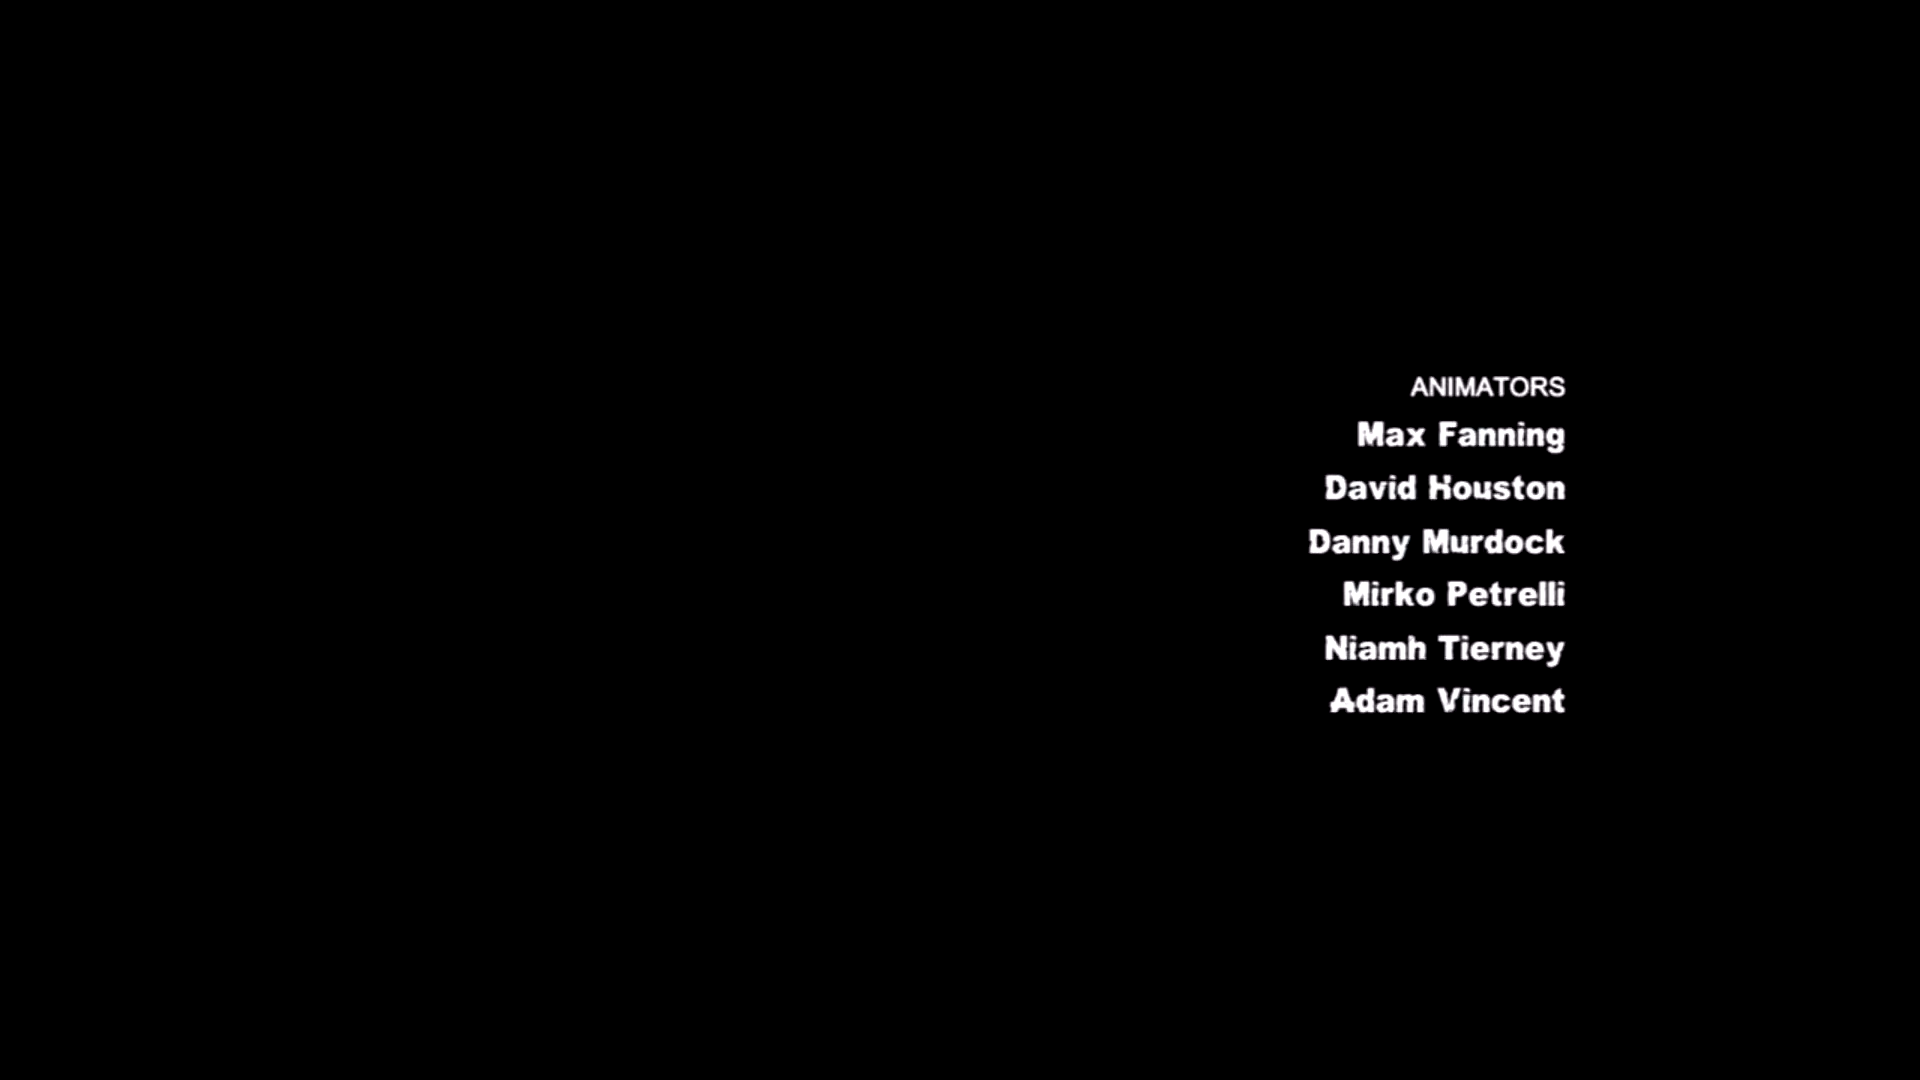 ANIMATORS
Max Fanning
David Houston
Danny Murdock
Mirko Petrelli
Niamh Tierney
Adam Vincent